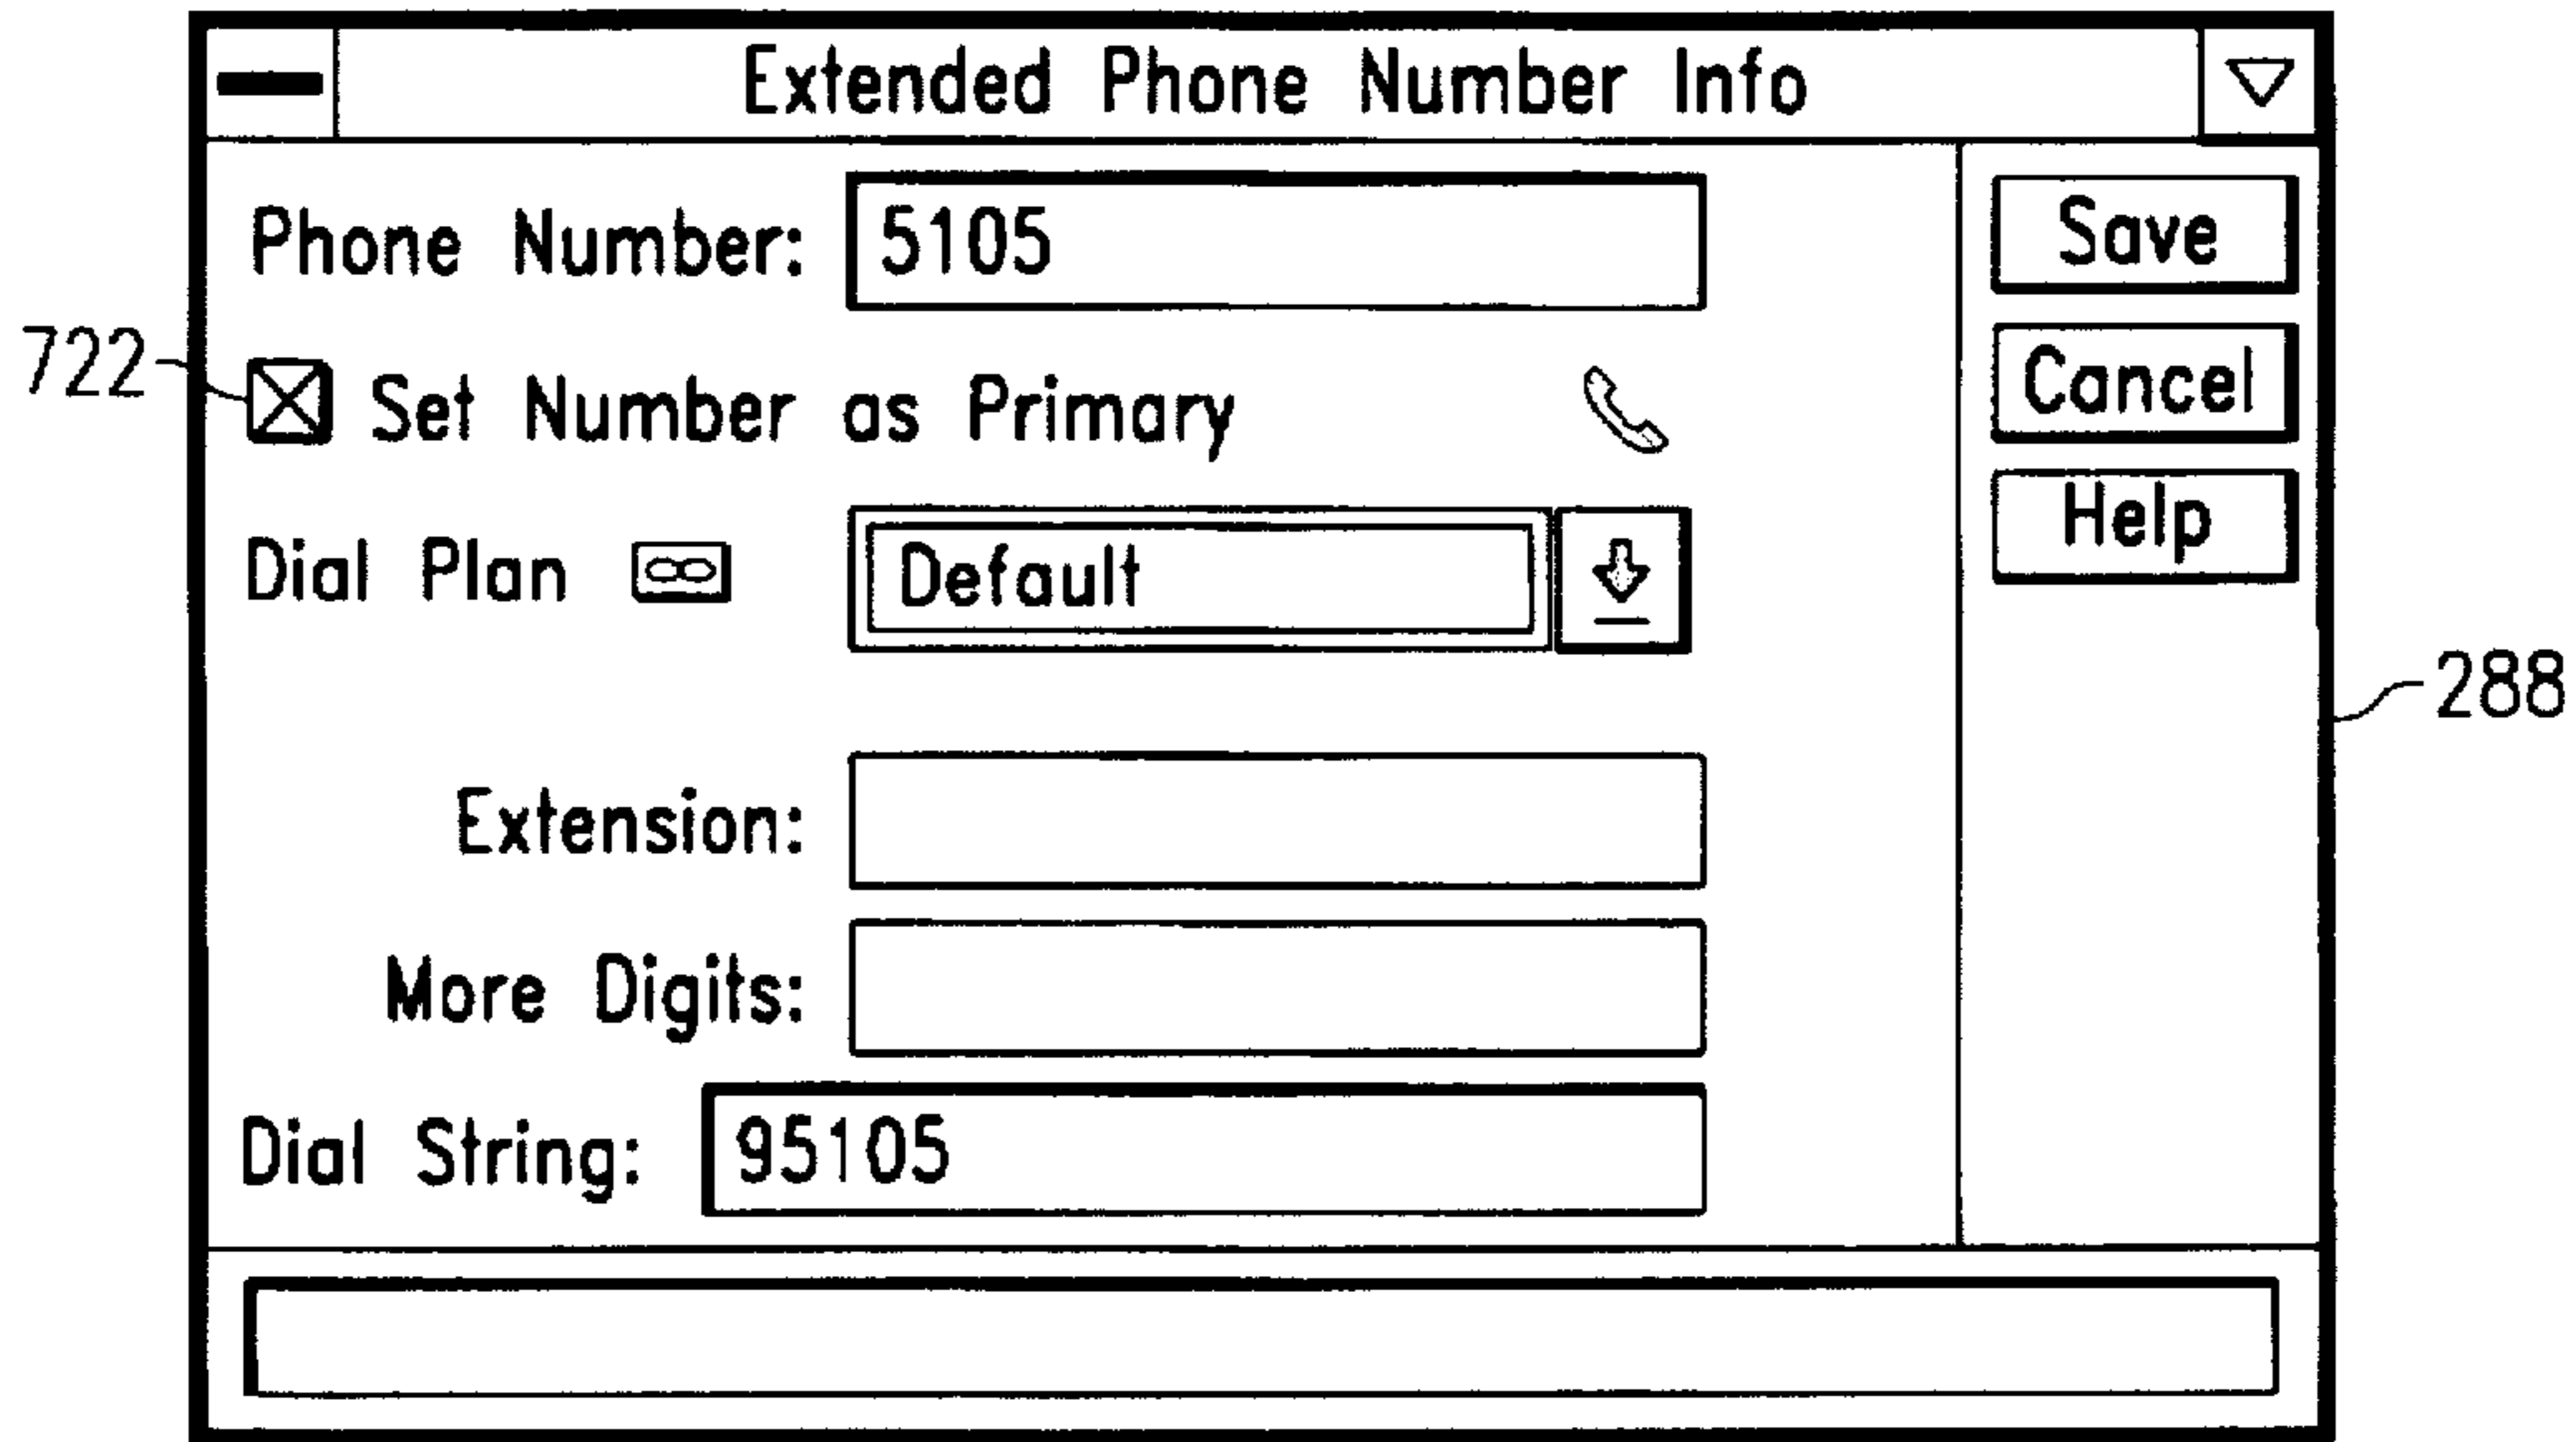 Extended Phone Number Info
Phone Number: 5105
Save
722
Set Number as Primary
Cancel
Dial Plan Default
Help
288
Extension:
More Digits:
Dial String: 95105